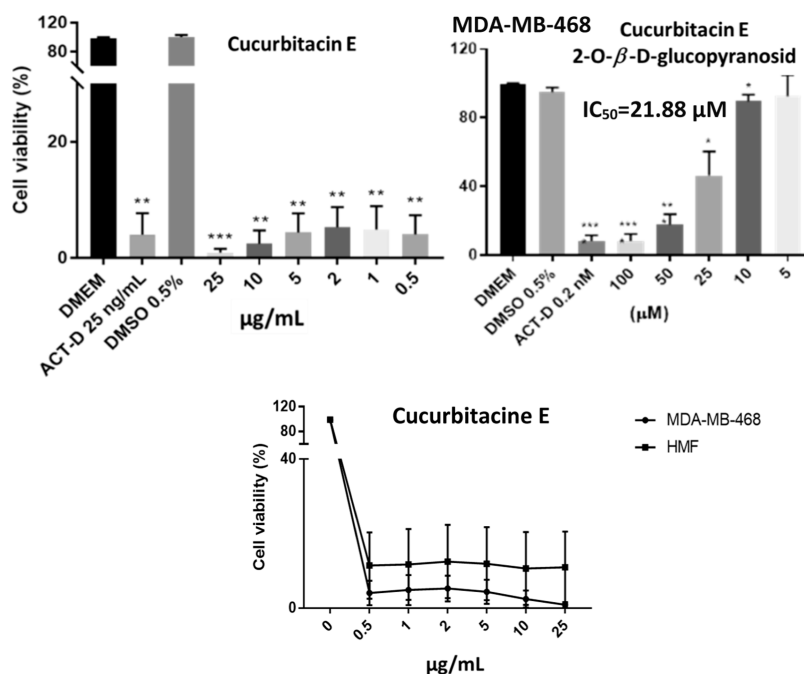 Cucurbitacin E
Cell viability (%)
120
80
20
0
**
***
**
**
**
**
**
DMEM
ACT-D 25 ng/mL
DMSO 0.5%
25
10
5
2
1
0.5
µg/mL
MDA-MB-468
Cucurbitacin E
2-O-β-D-glucopyranosid
IC50=21.88 µM
Cell viability (%)
120
80
40
0
***
***
**
*
*
DMEM
DMSO 0.5%
ACT-D 0.2 nM
100
50
25
10
5
(µM)
Cucurbitacine E
MDA-MB-468
HMF
Cell viability (%)
120
80
40
0
0
0.5
1
2
5
10
25
µg/mL